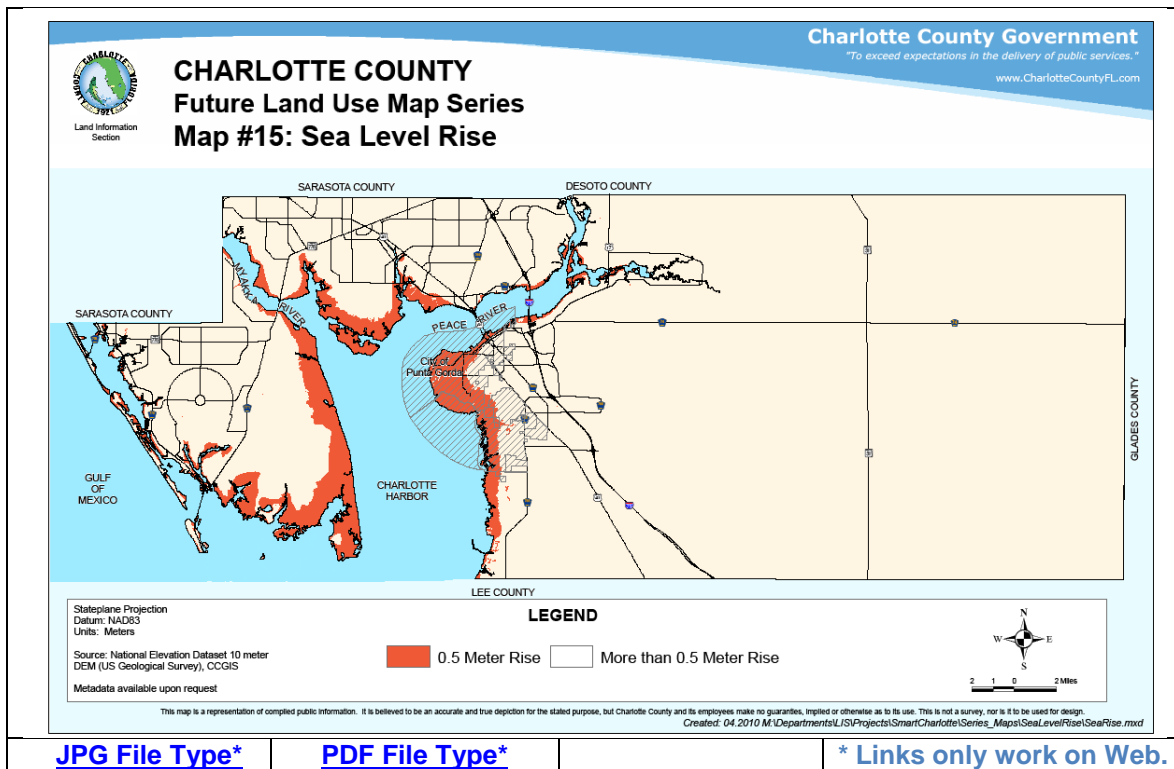 Charlotte County Government
"To exceed expectations in the delivery of public services."
www.CharlotteCountyFL.com
Land Information
Section
CHARLOTTE COUNTY
Future Land Use Map Series
Map #15: Sea Level Rise
SARASOTA COUNTY
DESOTO COUNTY
SARASOTA COUNTY
MYAKKA
RIVER
PEACE RIVER
City of
Punta Gorda
GULF
OF
MEXICO
CHARLOTTE
HARBOR
GLADES COUNTY
LEE COUNTY
Stateplane Projection
Datum: NAD83
Units: Meters
Source: National Elevation Dataset 10 meter
DEM (US Geological Survey), CCGIS
Metadata available upon request
LEGEND
0.5 Meter Rise
More than 0.5 Meter Rise
N
W E
S
2 1 0 2 Miles
This map is a representation of compiled public information. It is believed to be an accurate and true depiction for the stated purpose, but Charlotte County and its employees make no guaranties, implied or otherwise as to its use. This is not a survey, nor is it to be used for design.
Created: 04.2010 M:\Departments\LIS\Projects\SmartCharlotte\Series_Maps\SeaLevelRise\SeaRise.mxd
JPG File Type*
PDF File Type*
* Links only work on Web.